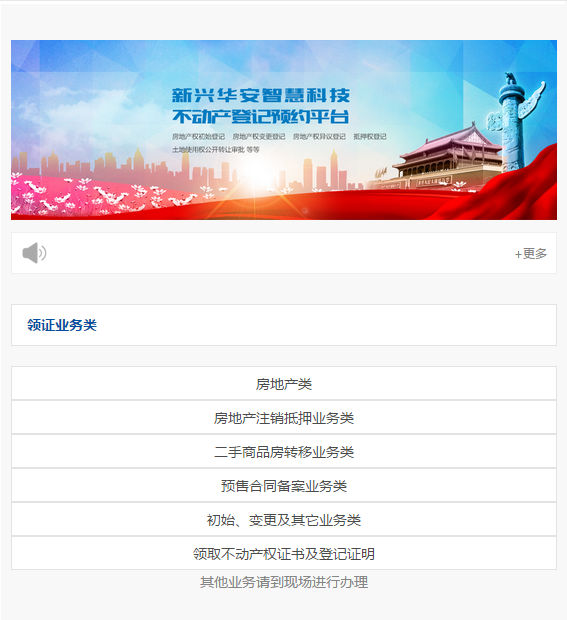 新兴华安智慧科技
不动产登记预约平台
房地产权初始登记 房地产权变更登记 房地产权异议登记 抵押权登记
土地使用权公开转让审批 等等
+更多
领证业务类
房地产类
房地产注销抵押业务类
二手商品房转移业务类
预售合同备案业务类
初始、变更及其它业务类
领取不动产权证书及登记证明
其他业务请到现场进行办理